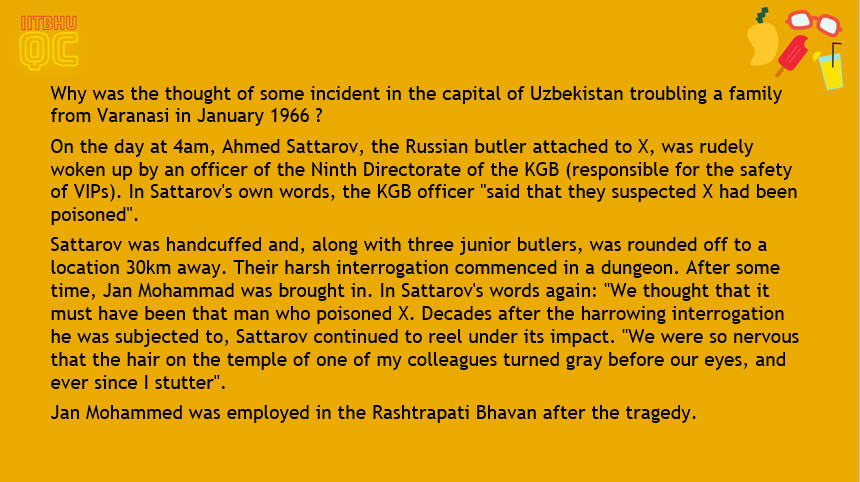 IITBHU
QC
Why was the thought of some incident in the capital of Uzbekistan troubling a family
from Varanasi in January 1966 ?
On the day at 4am, Ahmed Sattarov, the Russian butler attached to X, was rudely
woken up by an officer of the Ninth Directorate of the KGB (responsible for the safety
of VIPs). In Sattarov's own words, the KGB officer "said that they suspected X had been
poisoned".
Sattarov was handcuffed and, along with three junior butlers, was rounded off to a
location 30km away. Their harsh interrogation commenced in a dungeon. After some
time, Jan Mohammad was brought in. In Sattarov's words again: "We thought that it
must have been that man who poisoned X. Decades after the harrowing interrogation
he was subjected to, Sattarov continued to reel under its impact. "We were so nervous
that the hair on the temple of one of my colleagues turned gray before our eyes, and
ever since I stutter".
Jan Mohammed was employed in the Rashtrapati Bhavan after the tragedy.